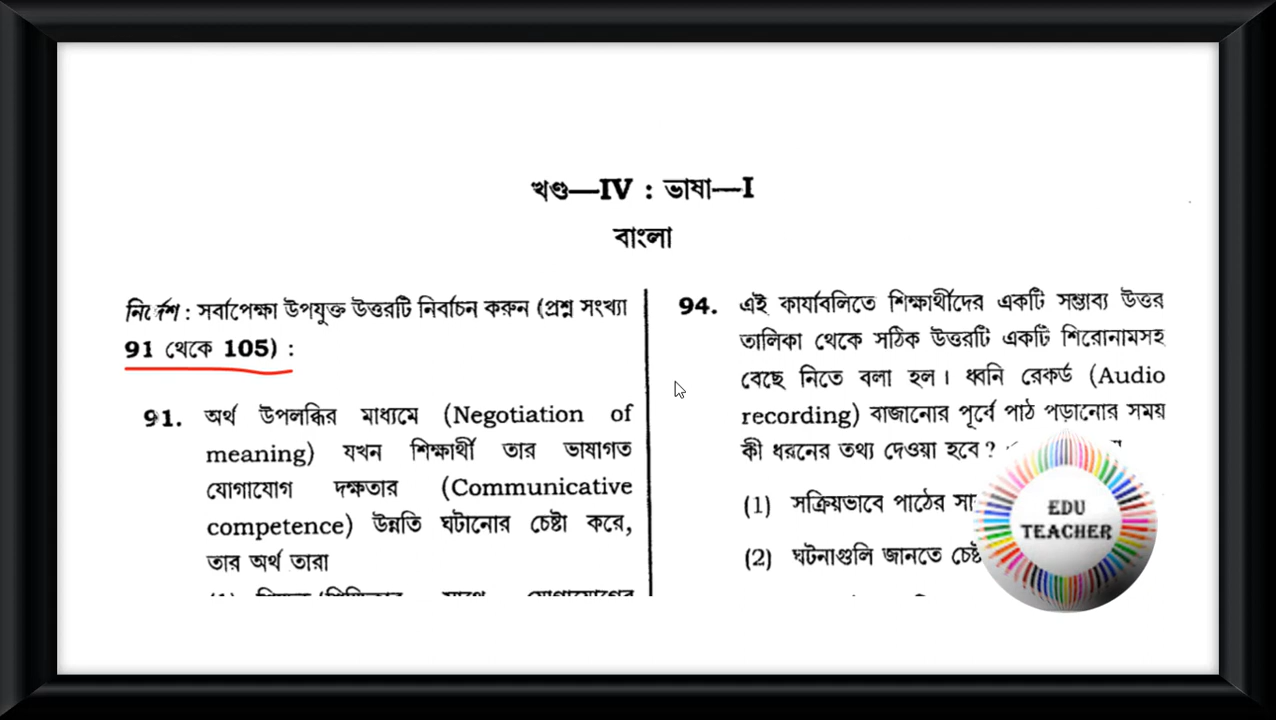 খণ্ড—IV : ভাষা—I
বাংলা
নির্দেশ : সর্বাপেক্ষা উপযুক্ত উত্তরটি নির্বাচন করুন (প্রশ্ন সংখ্যা
91 থেকে 105) :
91. অর্থ উপলব্ধির মাধ্যমে (Negotiation of
meaning) যখন শিক্ষার্থী তার ভাষাগত
যোগাযোগ দক্ষতার (Communicative
competence) উন্নতি ঘটানোর চেষ্টা করে,
তার অর্থ তারা
94. এই কার্যাবলিতে শিক্ষার্থীদের একটি সম্ভাব্য উত্তর
তালিকা থেকে সঠিক উত্তরটি একটি শিরোনামসহ
বেছে নিতে বলা হল। ধ্বনি রেকর্ড (Audio
recording) বাজানোর পূর্বে পাঠ পড়ানোর সময়
কী ধরনের তথ্য দেওয়া হবে?
(1) সক্রিয়ভাবে পাঠের
(2) ঘটনাগুলি জানতে
EDU
TEACHER